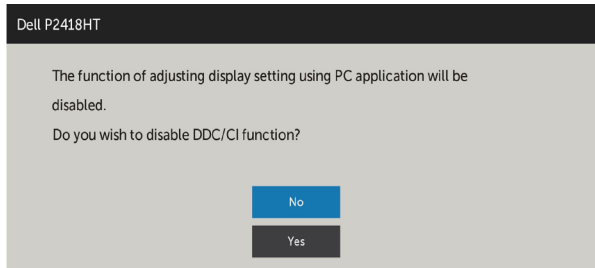 Dell P2418HT
The function of adjusting display setting using PC application will be
disabled.
Do you wish to disable DDC/CI function?
No
Yes